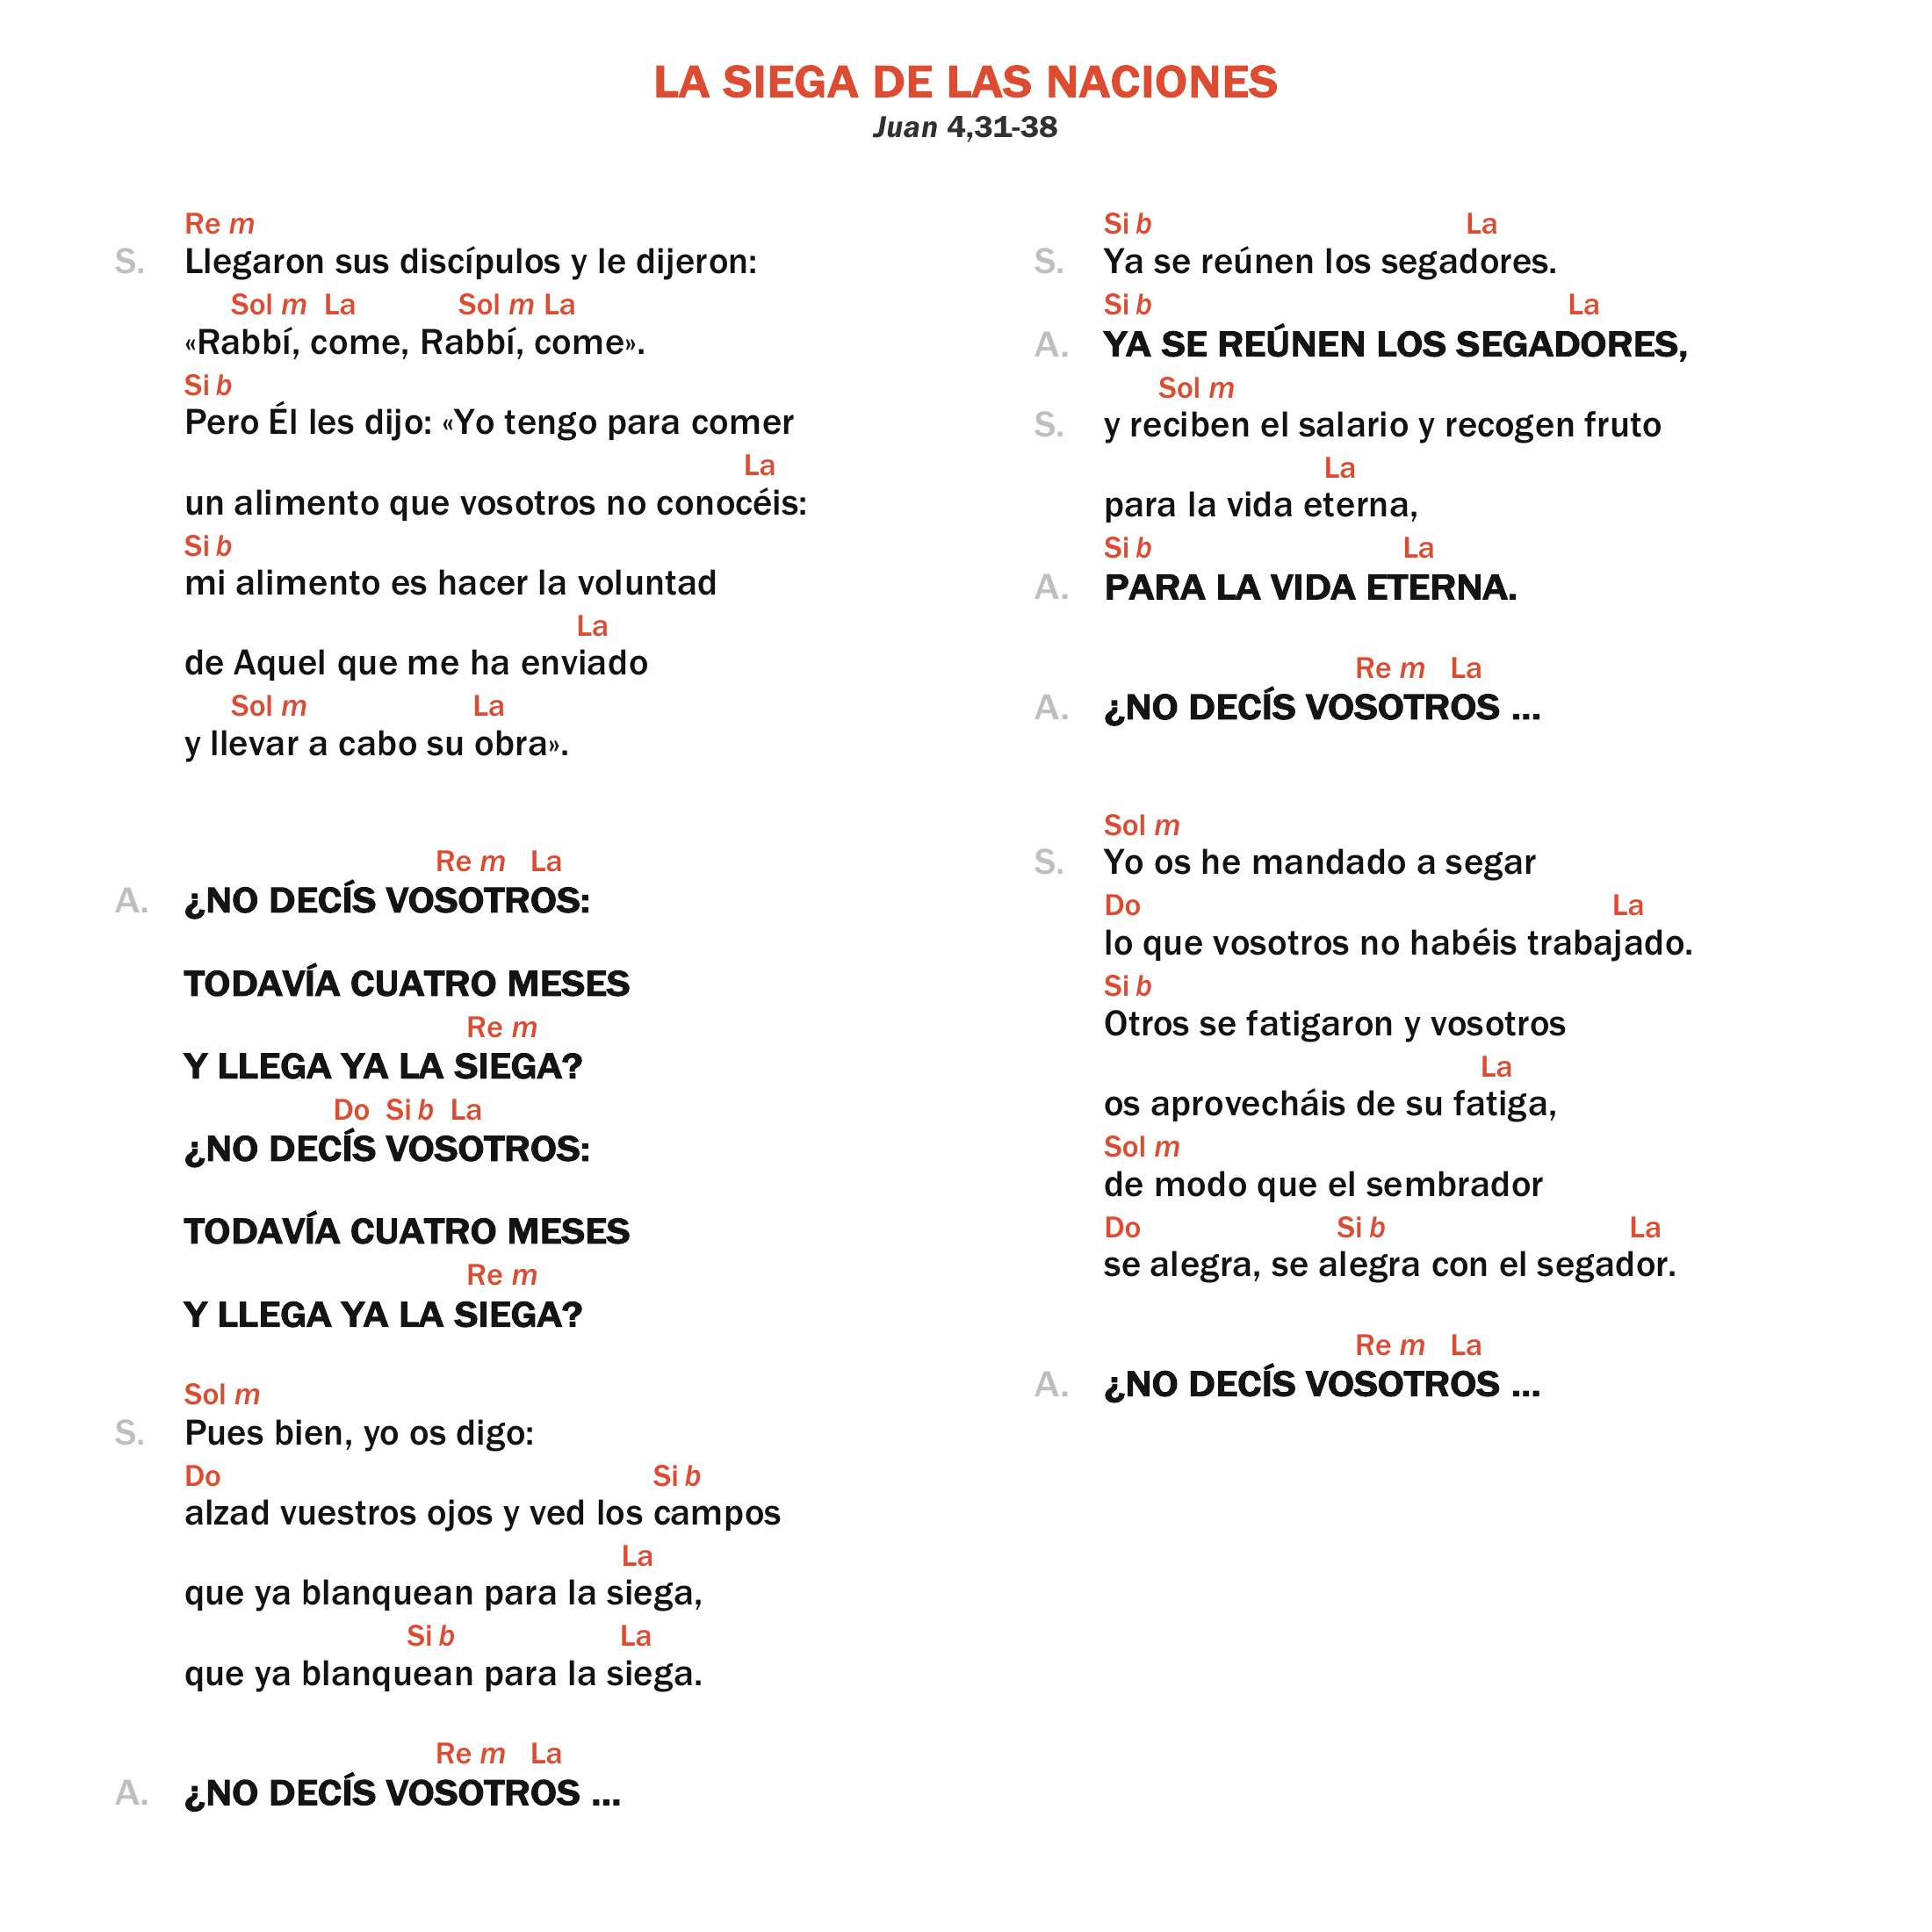 LA SIEGA DE LAS NACIONES
Juan 4,31-38
Re m
S. Llegaron sus discípulos y le dijeron:
Sol m La Sol m La
«Rabbí, come, Rabbí, come».
Si b
Pero Él les dijo: «Yo tengo para comer
La
un alimento que vosotros no conocéis:
Si b
mi alimento es hacer la voluntad
La
de Aquel que me ha enviado
Sol m La
y llevar a cabo su obra».
Re m La
A. ¿NO DECÍS VOSOTROS:
TODAVÍA CUATRO MESES
Re m
Y LLEGA YA LA SIEGA?
Do Si b La
¿NO DECÍS VOSOTROS:
TODAVÍA CUATRO MESES
Re m
Y LLEGA YA LA SIEGA?
Sol m
S. Pues bien, yo os digo:
Do Si b
alzad vuestros ojos y ved los campos
La
que ya blanquean para la siega,
Si b La
que ya blanquean para la siega.
Re m La
A. ¿NO DECÍS VOSOTROS ...
Si b La
S. Ya se reúnen los segadores.
Si b La
A. YA SE REÚNEN LOS SEGADORES,
Sol m
S. y reciben el salario y recogen fruto
La
para la vida eterna,
Si b La
A. PARA LA VIDA ETERNA.
Re m La
A. ¿NO DECÍS VOSOTROS ...
Sol m
S. Yo os he mandado a segar
Do La
lo que vosotros no habéis trabajado.
Si b
Otros se fatigaron y vosotros
La
os aprovecháis de su fatiga,
Sol m
de modo que el sembrador
Do Si b La
se alegra, se alegra con el segador.
Re m La
A. ¿NO DECÍS VOSOTROS ...